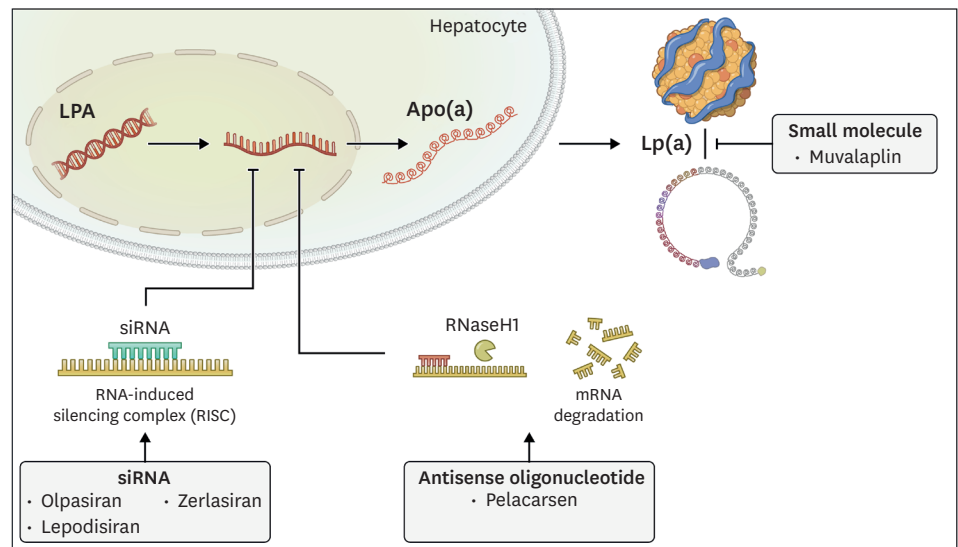 Hepatocyte
LPA
Apo(a)
Lp(a)
Small molecule
· Muvalaplin
siRNA
RNA-induced
silencing complex (RISC)
RNaseH1
mRNA
degradation
siRNA
· Olpasiran · Zerlasiran
· Lepodisiran
Antisense oligonucleotide
· Pelacarsen